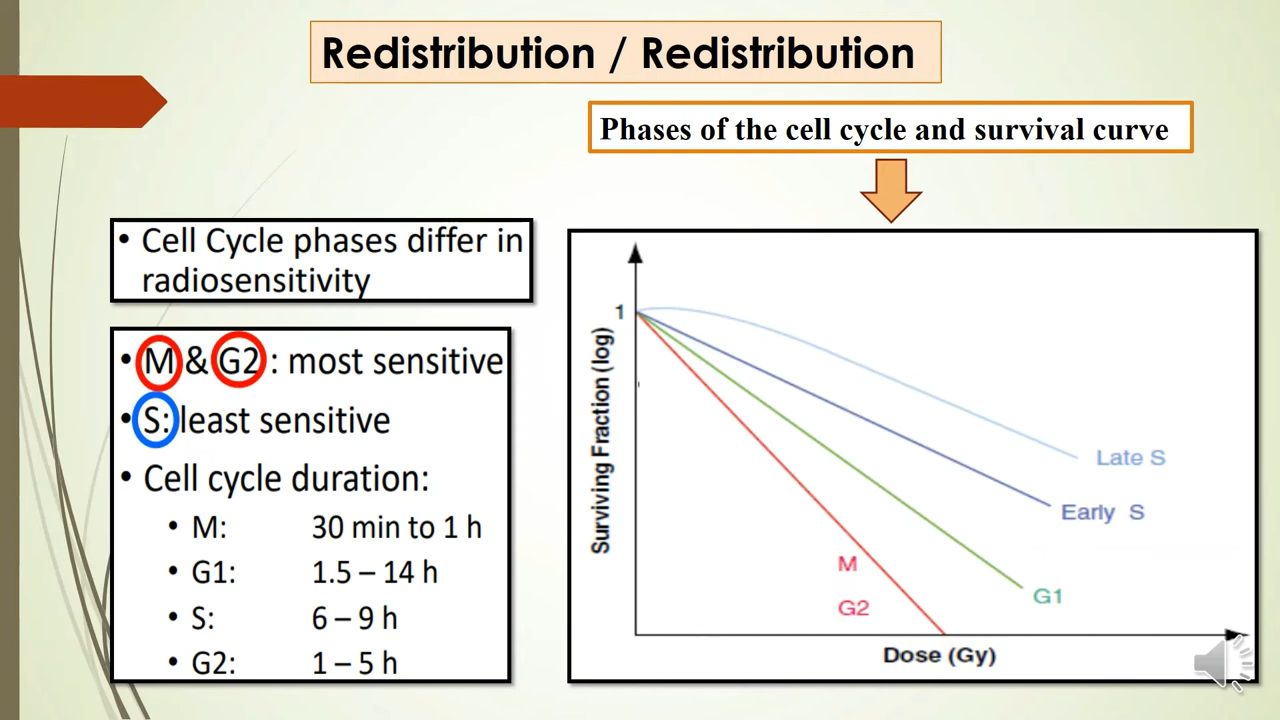 Redistribution / Redistribution
Phases of the cell cycle and survival curve
• Cell Cycle phases differ in
radiosensitivity
• M & G2 : most sensitive
• S: least sensitive
• Cell cycle duration:
• M: 30 min to 1 h
• G1: 1.5 – 14 h
• S: 6 – 9 h
• G2: 1 – 5 h
1
Surviving Fraction (log)
Late S
Early S
M
G1
G2
Dose (Gy)